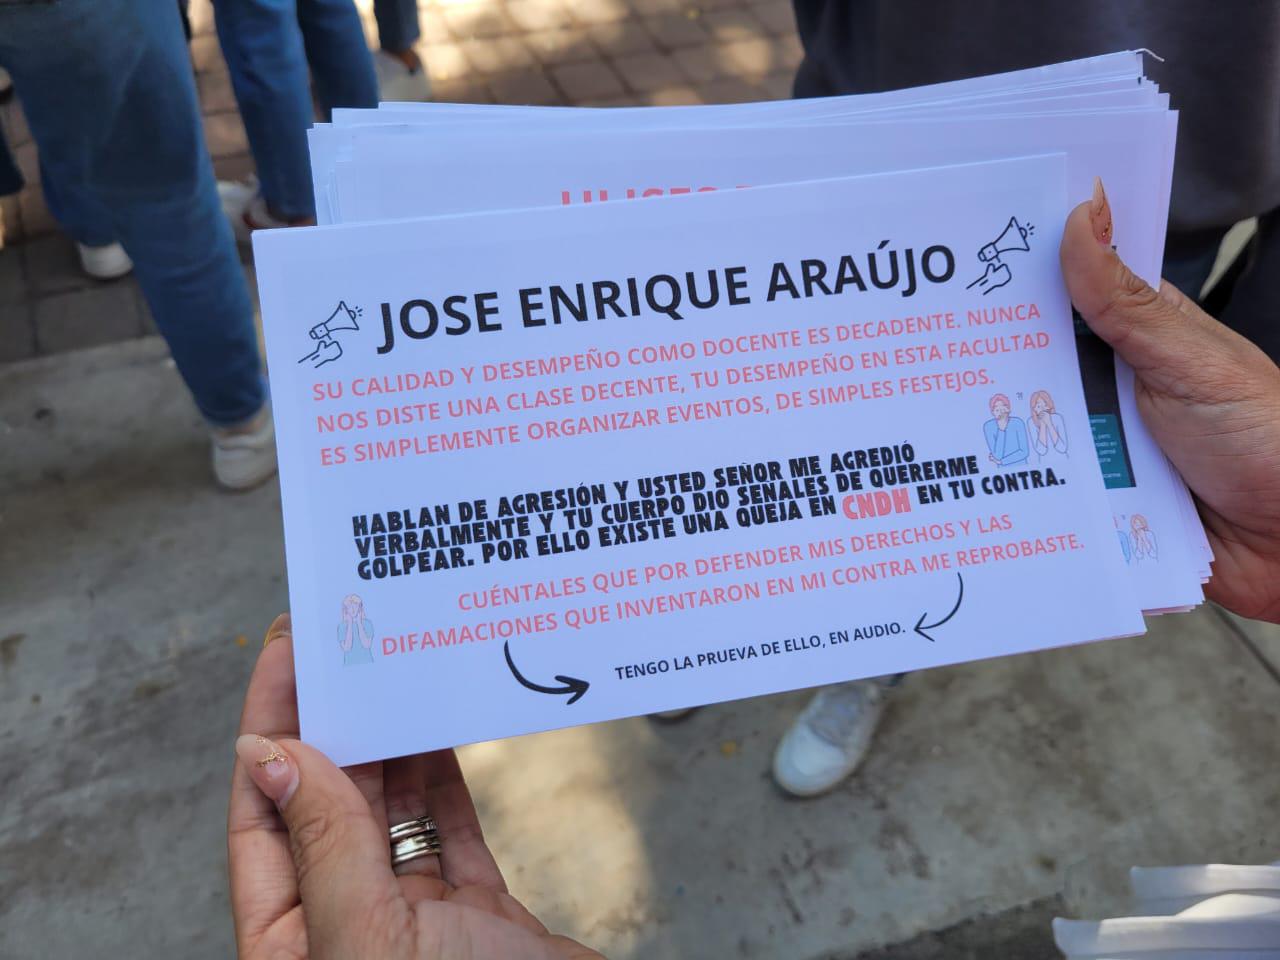 JOSE ENRIQUE ARAÚJO
SU CALIDAD Y DESEMPEÑO COMO DOCENTE ES DECADENTE. NUNCA
NOS DISTE UNA CLASE DECENTE, TU DESEMPEÑO EN ESTA FACULTAD
ES SIMPLEMENTE ORGANIZAR EVENTOS, DE SIMPLES FESTEJOS.
HABLAN DE AGRESIÓN Y USTED SEÑOR ME AGREDIÓ
VERBALMENTE Y TU CUERPO DIO SEÑALES DE QUERERME
GOLPEAR. POR ELLO EXISTE UNA QUEJA EN CNDH EN TU CONTRA.
CUÉNTALES QUE POR DEFENDER MIS DERECHOS Y LAS
DIFAMACIONES QUE INVENTARON EN MI CONTRA ME REPROBASTE.
TENGO LA PRUEVA DE ELLO, EN AUDIO.